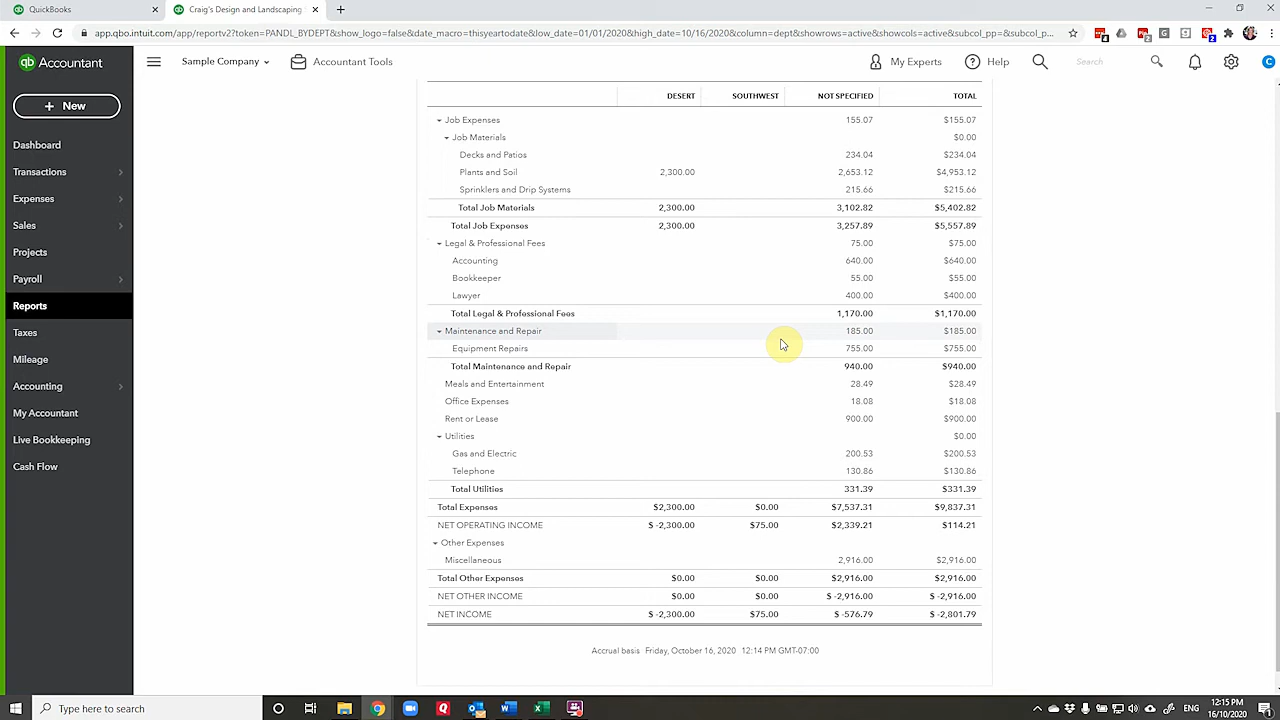 QuickBooks
Craig's Design and Landscaping
app.qbo.intuit.com/app/reportv2?token=PANDL_BYDEPT&show_logo=false&date_macro=thisyeartodate&low_date=01/01/2020&high_date=10/16/2020&column=dept&showrows=active&showcols=active&subcol_pp=&subcol_p...
qb Accountant
Sample Company
Accountant Tools
My Experts
Help
Search
+ New
Dashboard
Transactions
Expenses
Sales
Projects
Payroll
Reports
Taxes
Mileage
Accounting
My Accountant
Live Bookkeeping
Cash Flow
DESERT SOUTHWEST NOT SPECIFIED TOTAL
Job Expenses 155.07 $155.07
Job Materials $0.00
Decks and Patios 234.04 $234.04
Plants and Soil 2,300.00 2,653.12 $4,953.12
Sprinklers and Drip Systems 215.66 $215.66
Total Job Materials 2,300.00 3,102.82 $5,402.82
Total Job Expenses 2,300.00 3,257.89 $5,557.89
Legal & Professional Fees 75.00 $75.00
Accounting 640.00 $640.00
Bookkeeper 55.00 $55.00
Lawyer 400.00 $400.00
Total Legal & Professional Fees 1,170.00 $1,170.00
Maintenance and Repair 185.00 $185.00
Equipment Repairs 755.00 $755.00
Total Maintenance and Repair 940.00 $940.00
Meals and Entertainment 28.49 $28.49
Office Expenses 18.08 $18.08
Rent or Lease 900.00 $900.00
Utilities $0.00
Gas and Electric 200.53 $200.53
Telephone 130.86 $130.86
Total Utilities 331.39 $331.39
Total Expenses $2,300.00 $0.00 $7,537.31 $9,837.31
NET OPERATING INCOME $ -2,300.00 $75.00 $2,339.21 $114.21
Other Expenses
Miscellaneous 2,916.00 $2,916.00
Total Other Expenses $0.00 $0.00 $2,916.00 $2,916.00
NET OTHER INCOME $0.00 $0.00 $ -2,916.00 $ -2,916.00
NET INCOME $ -2,300.00 $75.00 $ -576.79 $ -2,801.79
Accrual basis Friday, October 16, 2020 12:14 PM GMT-07:00
Type here to search
ENG
12:15 PM
16/10/2020